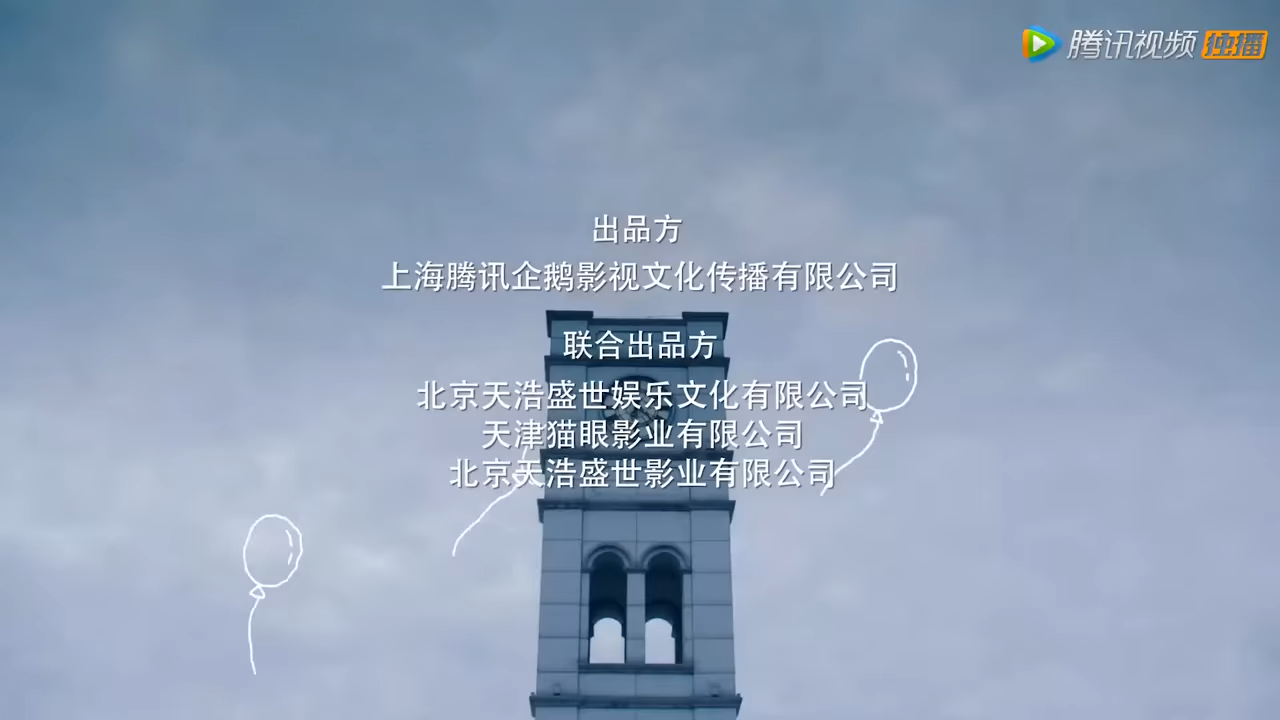 腾讯视频 独播
出品方
上海腾讯企鹅影视文化传播有限公司
联合出品方
北京天浩盛世娱乐文化有限公司
天津猫眼影业有限公司
北京天浩盛世影业有限公司